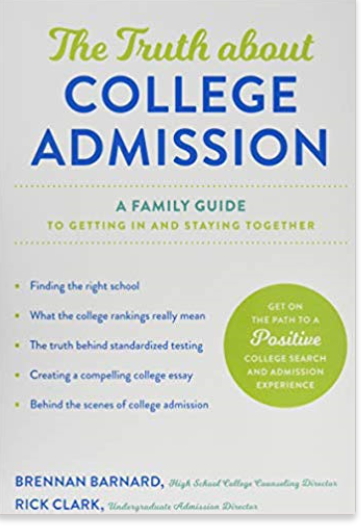 The Truth about
COLLEGE
ADMISSION
A FAMILY GUIDE
TO GETTING IN AND STAYING TOGETHER
• Finding the right school
• What the college rankings really mean
• The truth behind standardized testing
• Creating a compelling college essay
• Behind the scenes of college admission
GET ON
THE PATH TO A
Positive
COLLEGE SEARCH
AND ADMISSION
EXPERIENCE
BRENNAN BARNARD, High School College Counseling Director
RICK CLARK, Undergraduate Admission Director